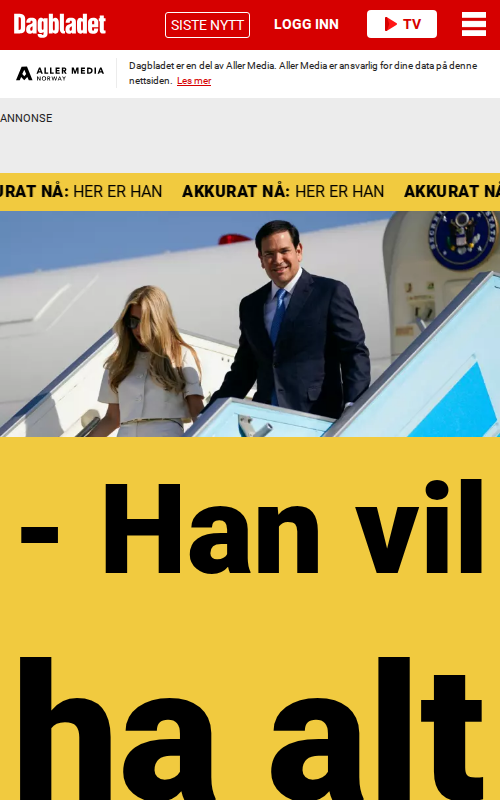 Dagbladet
SISTE NYTT
LOGG INN
TV
ALLER MEDIA
NORWAY
Dagbladet er en del av Aller Media. Aller Media er ansvarlig for dine data på denne
nettsiden. Les mer
ANNONSE
URAT NÅ: HER ER HAN AKKURAT NÅ: HER ER HAN AKKURAT NÅ
STATE
- Han vil
ha alt